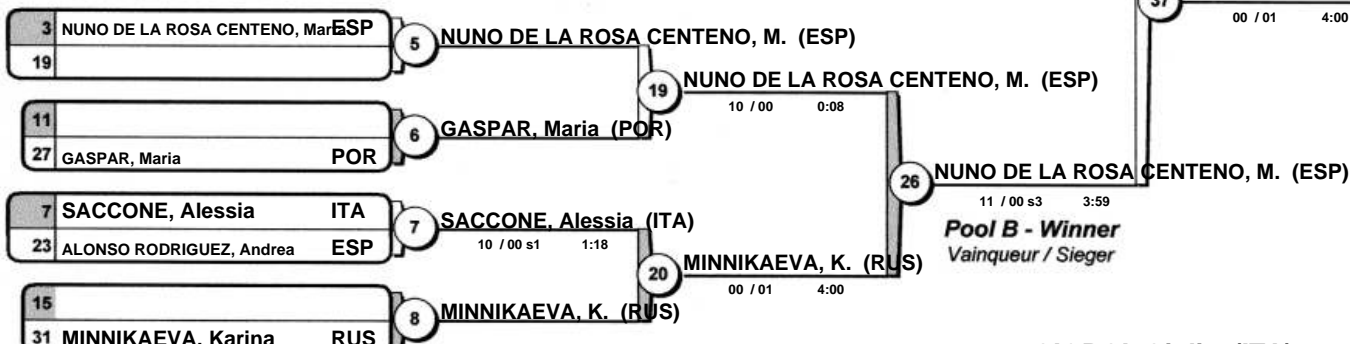 37
00 / 01 4:00
3 NUNO DE LA ROSA CENTENO, Maria ESP
19
5 NUNO DE LA ROSA CENTENO, M. (ESP)
19 NUNO DE LA ROSA CENTENO, M. (ESP)
10 / 00 0:08
11
27 GASPAR, Maria POR
6 GASPAR, Maria (POR)
26 NUNO DE LA ROSA CENTENO, M. (ESP)
11 / 00 s3 3:59
Pool B - Winner
Vainqueur / Sieger
7 SACCONE, Alessia ITA
23 ALONSO RODRIGUEZ, Andrea ESP
7 SACCONE, Alessia (ITA)
10 / 00 s1 1:18
20 MINNIKAEVA, K. (RUS)
00 / 01 4:00
15
31 MINNIKAEVA, Karina RUS
8 MINNIKAEVA, K. (RUS)